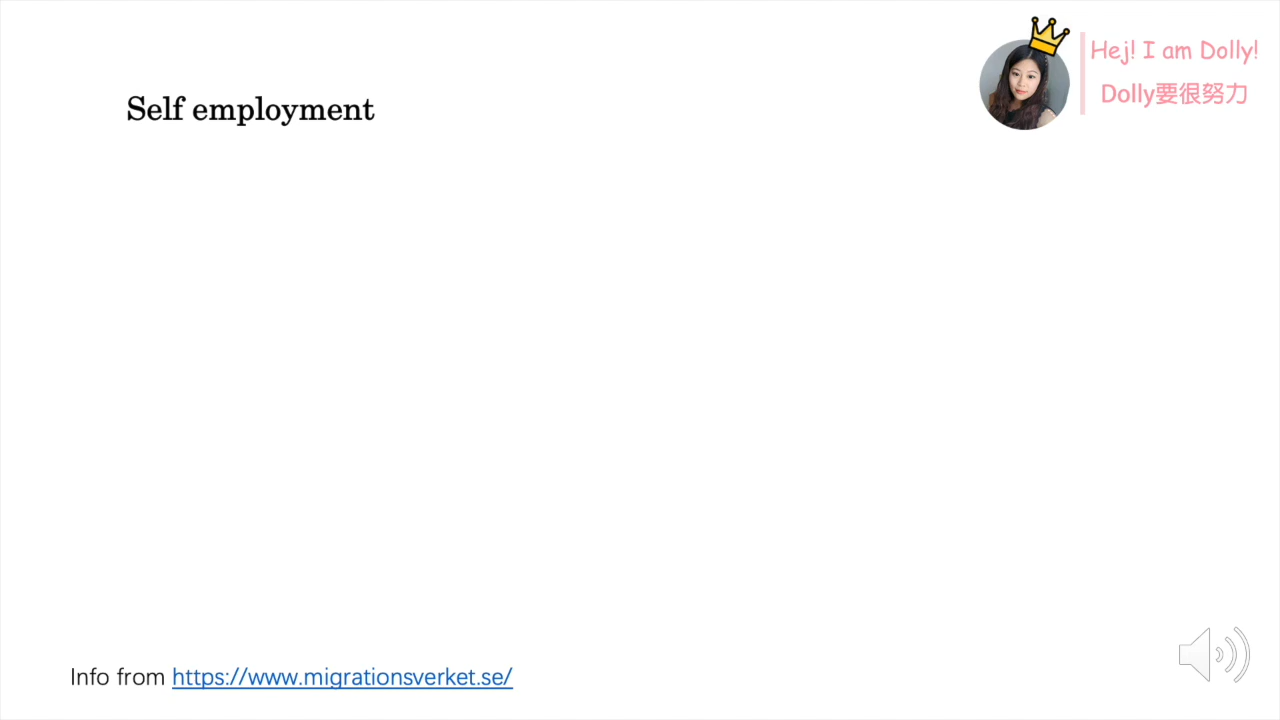 Hej! I am Dolly!
Dolly要很努力
Self employment
Info from https://www.migrationsverket.se/